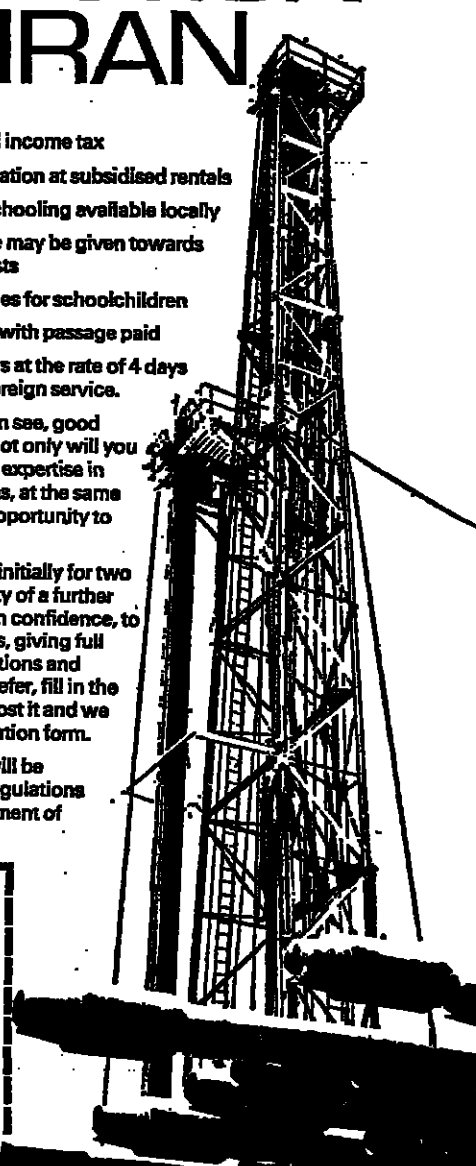 IRAN
income tax
ation at subsidised rentals
chooling available locally
may be given towards
sts
es for schoolchildren
with passage paid
s at the rate of 4 days
reign service.
n see, good
ot only will you
expertise in
s, at the same
pportunity to
initially for two
ty of a further
n confidence, to
s, giving full
tions and
efer, fill in the
ost it and we
ation form.
ill be
gulations
ment of